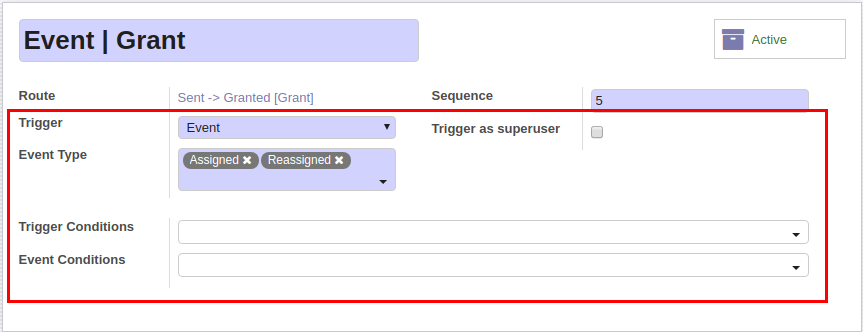 Event | Grant
Active
Route
Sent -> Granted [Grant]
Sequence
5
Trigger
Event
Trigger as superuser
Event Type
Assigned ✖ Reassigned ✖
Trigger Conditions
Event Conditions